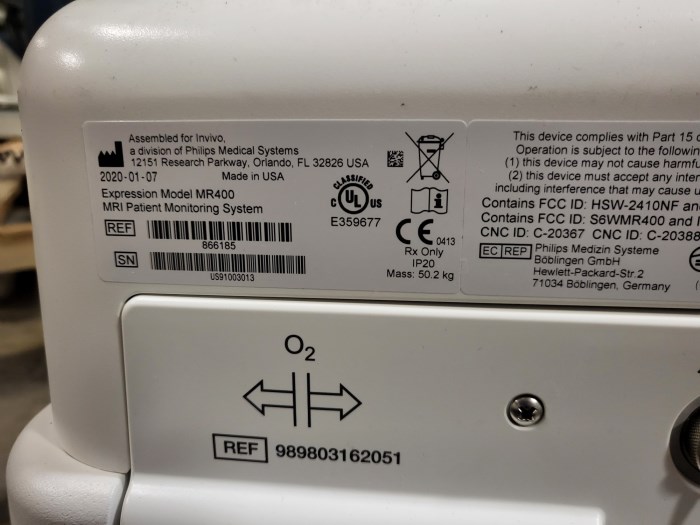 Assembled for Invivo,
a division of Philips Medical Systems
12151 Research Parkway, Orlando, FL 32826 USA
2020-01-07 Made in USA
Expression Model MR400
MRI Patient Monitoring System
REF
866185
SN
US91003013
CLASSIFIED
C UL US
E359677
CE 0413
Rx Only
IP20
Mass: 50.2 kg
This device complies with Part 15
Operation is subject to the following
(1) this device may not cause harmf
(2) this device must accept any inter
including interference that may cause u
Contains FCC ID: HSW-2410NF and
Contains FCC ID: S6WMR400 and
CNC ID: C-20367 CNC ID: C-20388
EC REP Philips Medizin Systeme
Böblingen GmbH
Hewlett-Packard-Str.2
71034 Böblingen, Germany
O2
REF 989803162051